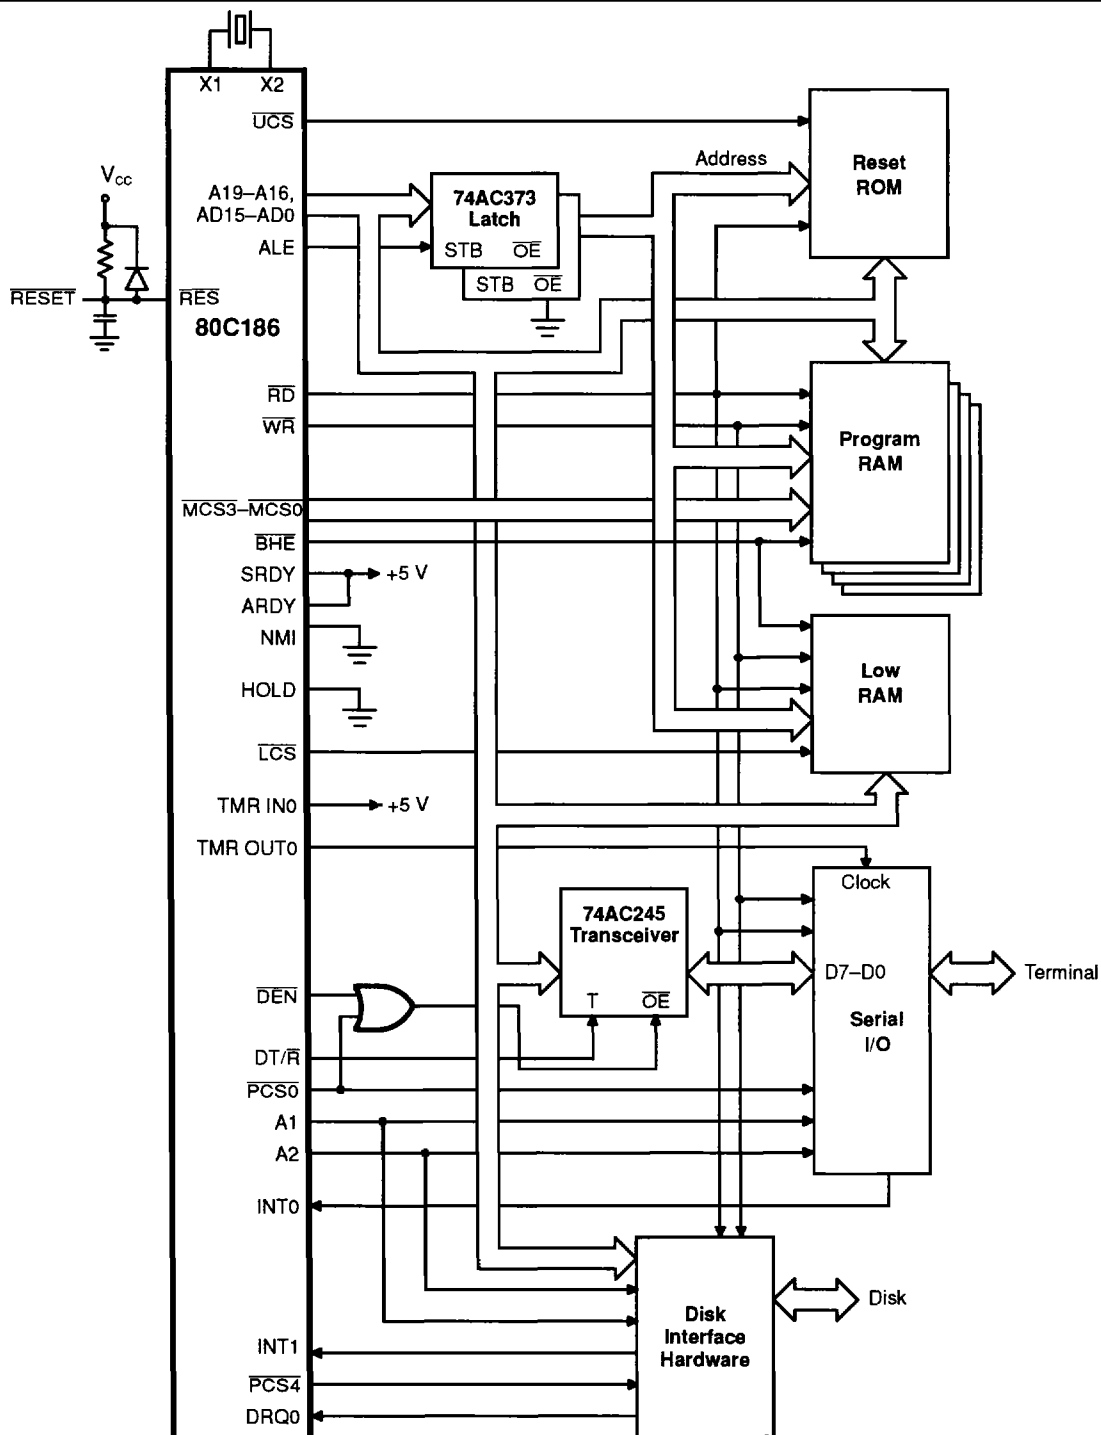 X1 X2
UCS
Address
Reset
ROM
VCC
A19–A16,
AD15–AD0
ALE
74AC373
Latch
STB OE
STB OE
RESET
RES
80C186
RD
WR
Program
RAM
MCS3–MCS0
BHE
SRDY
+5 V
ARDY
NMI
HOLD
Low
RAM
LCS
TMR IN0
+5 V
TMR OUT0
Clock
74AC245
Transceiver
T OE
D7–D0
Serial
I/O
Terminal
DEN
DT/R
PCS0
A1
A2
INT0
Disk
Interface
Hardware
Disk
INT1
PCS4
DRQ0